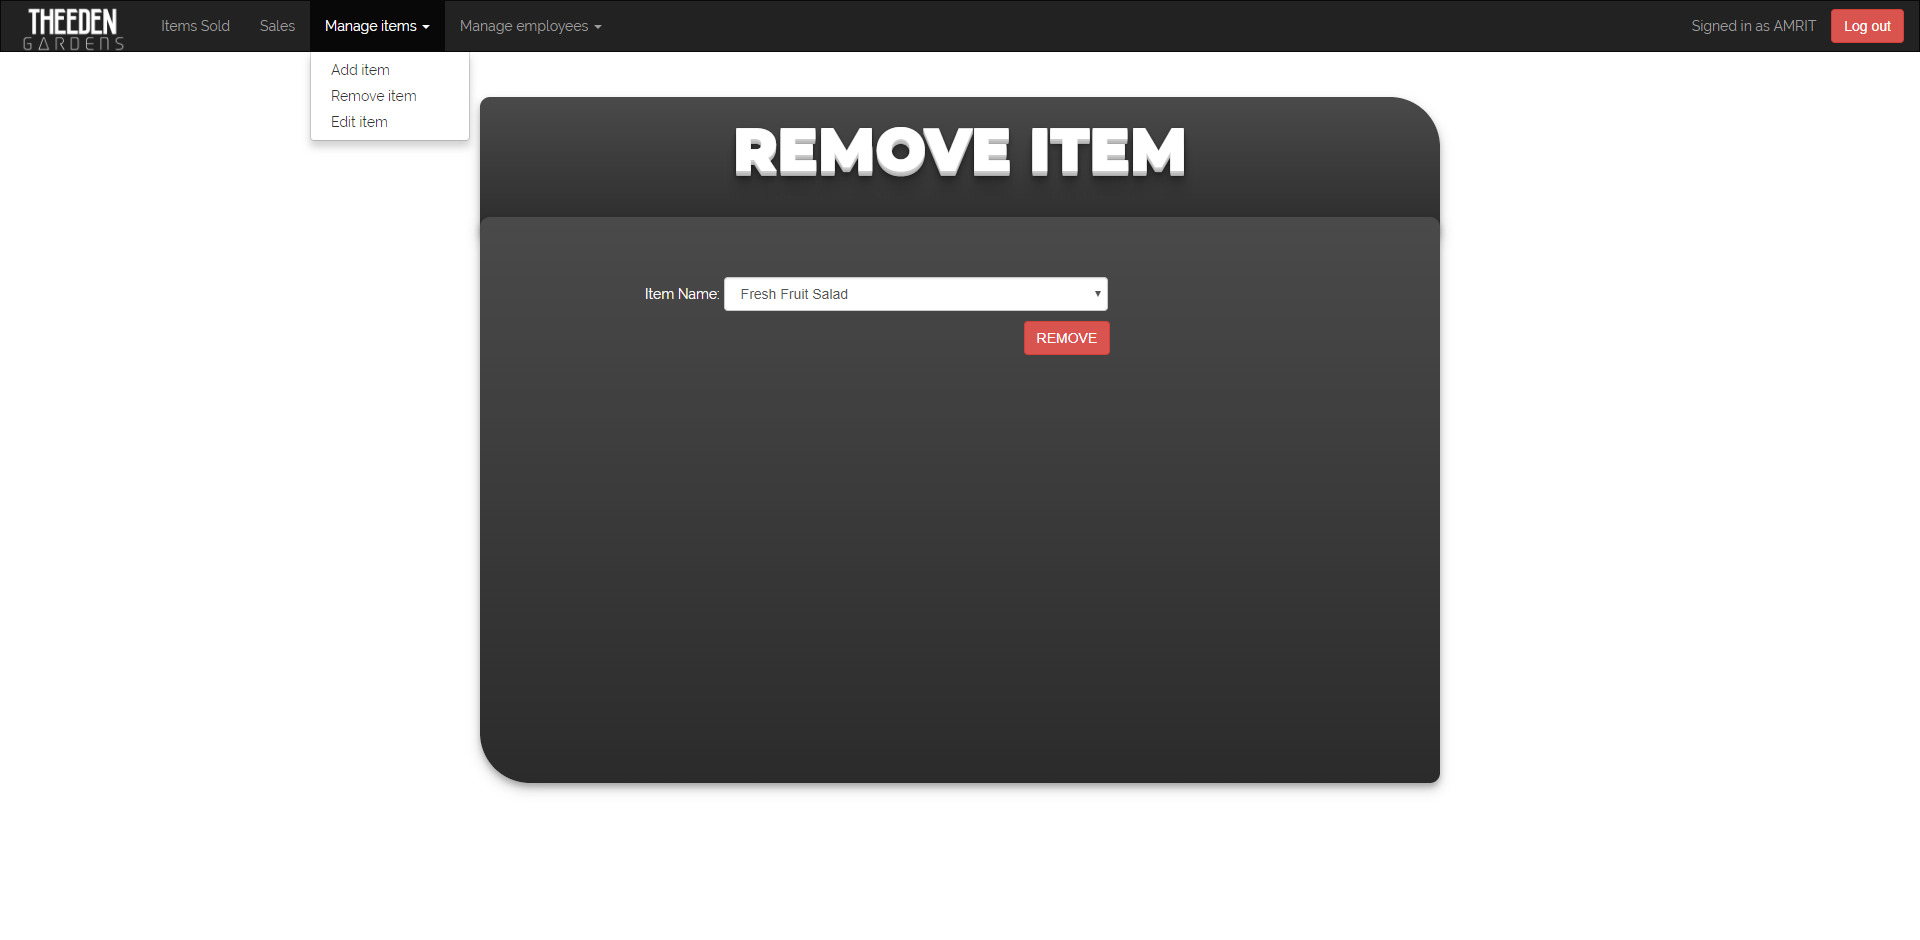 THEEDEN
GARDENS
Items Sold
Sales
Manage items
Manage employees
Signed in as AMRIT
Log out
Add item
Remove item
Edit item
REMOVE ITEM
Item Name: Fresh Fruit Salad
REMOVE